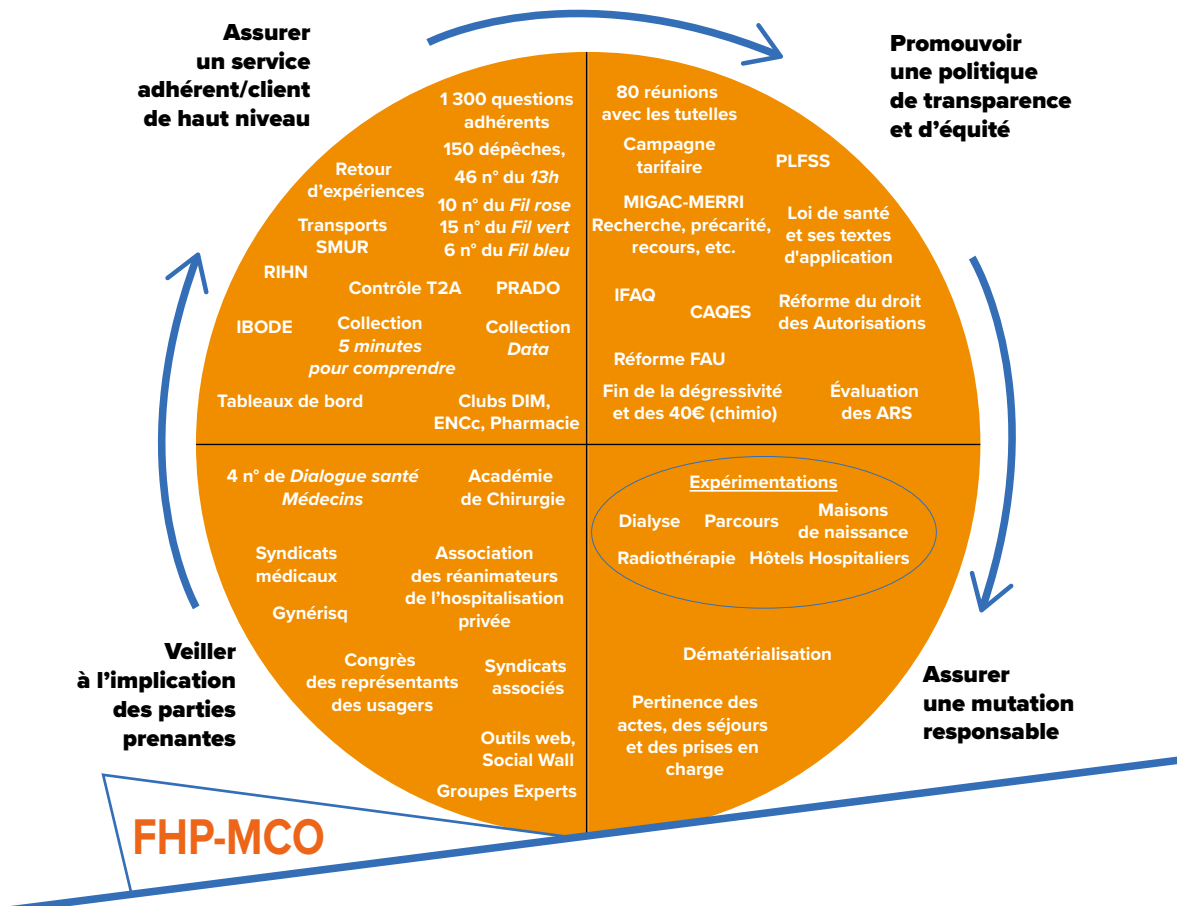 Assurer
un service
adhérent/client
de haut niveau
Promouvoir
une politique
de transparence
et d'équité
1 300 questions
adhérents
150 dépêches,
46 n° du 13h
10 n° du Fil rose
15 n° du Fil vert
6 n° du Fil bleu
Retour
d'expériences
Transports
SMUR
RIHN
Contrôle T2A
PRADO
IBODE
Collection
5 minutes
pour comprendre
Collection
Data
Tableaux de bord
Clubs DIM,
ENCc, Pharmacie
80 réunions
avec les tutelles
Campagne
tarifaire
PLFSS
MIGAC-MERRI
Recherche, précarité,
recours, etc.
Loi de santé
et ses textes
d'application
IFAQ
CAQES
Réforme du droit
des Autorisations
Réforme FAU
Fin de la dégressivité
et des 40€ (chimio)
Évaluation
des ARS
4 n° de Dialogue santé
Médecins
Académie
de Chirurgie
Syndicats
médicaux
Association
des réanimateurs
de l'hospitalisation
privée
Gynérisq
Congrès
des représentants
des usagers
Syndicats
associés
Outils web,
Social Wall
Groupes Experts
Expérimentations
Dialyse
Parcours
Maisons
de naissance
Radiothérapie
Hôtels Hospitaliers
Dématérialisation
Pertinence des
actes, des séjours
et des prises en
charge
Veiller
à l'implication
des parties
prenantes
Assurer
une mutation
responsable
FHP-MCO